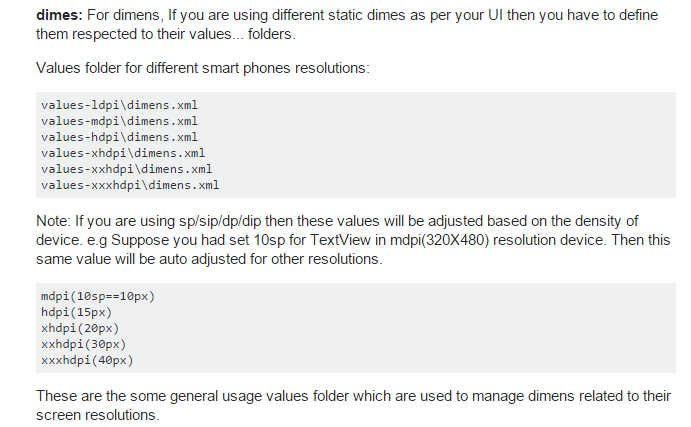 dimes: For dimens, If you are using different static dimes as per your UI then you have to define
them respected to their values... folders.
Values folder for different smart phones resolutions:
values-ldpi\dimens.xml
values-mdpi\dimens.xml
values-hdpi\dimens.xml
values-xhdpi\dimens.xml
values-xxhdpi\dimens.xml
values-xxxhdpi\dimens.xml
Note: If you are using sp/sip/dp/dip then these values will be adjusted based on the density of
device. e.g Suppose you had set 10sp for TextView in mdpi(320X480) resolution device. Then this
same value will be auto adjusted for other resolutions.
mdpi(10sp==10px)
hdpi(15px)
xhdpi(20px)
xxhdpi(30px)
xxxhdpi(40px)
These are the some general usage values folder which are used to manage dimens related to their
screen resolutions.